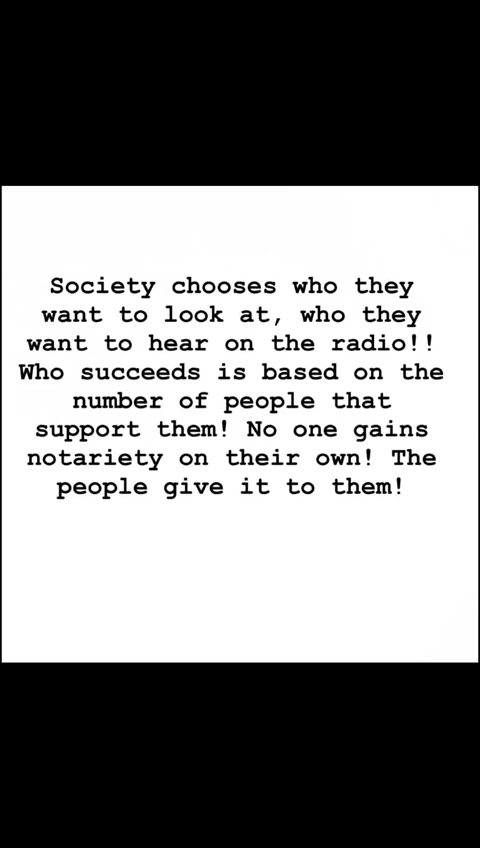 Society chooses who they
want to look at, who they
want to hear on the radio!!
Who succeeds is based on the
number of people that
support them! No one gains
notariety on their own! The
people give it to them!